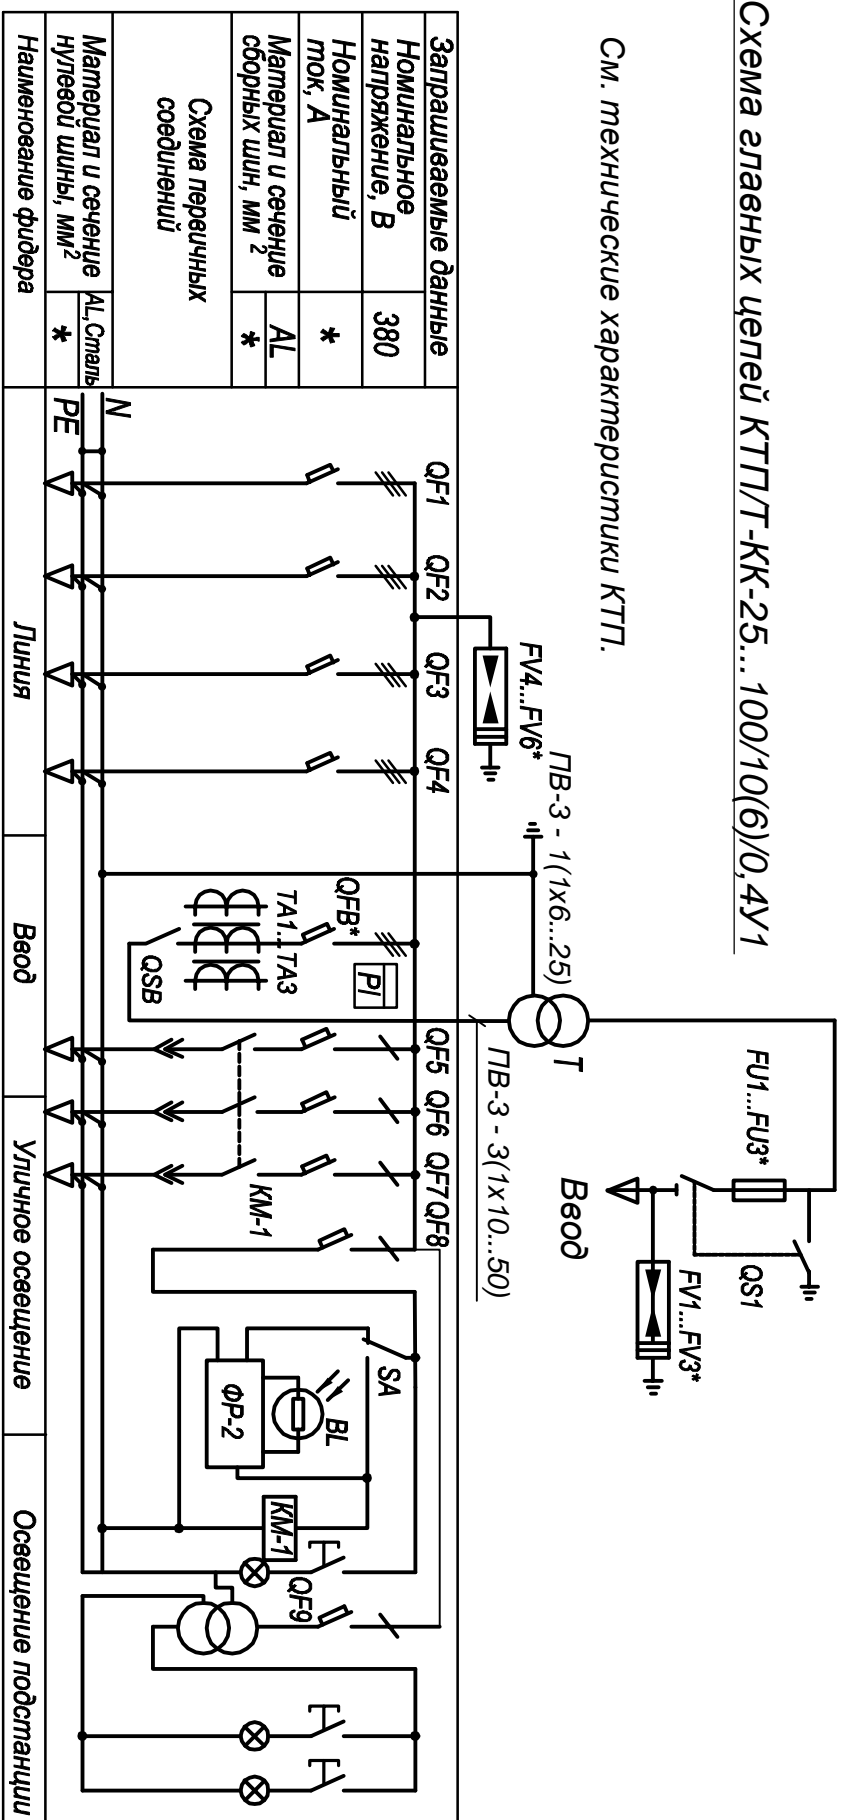 Схема главных цепей КТП/Т-КК-25...100/10(6)/0,4У1
См. технические характеристики КТП.
FU1...FU3*
QS1
FV1...FV3*
Ввод
T
ПВ-3 - 1(1х6...25)
ПВ-3 - 3(1х10...50)
FV4...FV6*
Запрашиваемые данные
Номинальное
напряжение, В
380
Номинальный
ток, А
*
Материал и сечение
сборных шин, мм 2
AL
*
Схема первичных
соединений
Материал и сечение
нулевой шины, мм2
AL,Сталь
*
Наименование фидера
N
PE
QF1
QF2
QF3
QF4
QFB*
PI
TA1...TA3
QSB
QF5
QF6
QF7
QF8
KM-1
SA
BL
ФР-2
KM-1
QF9
Линия
Ввод
Уличное освещение
Освещение подстанции